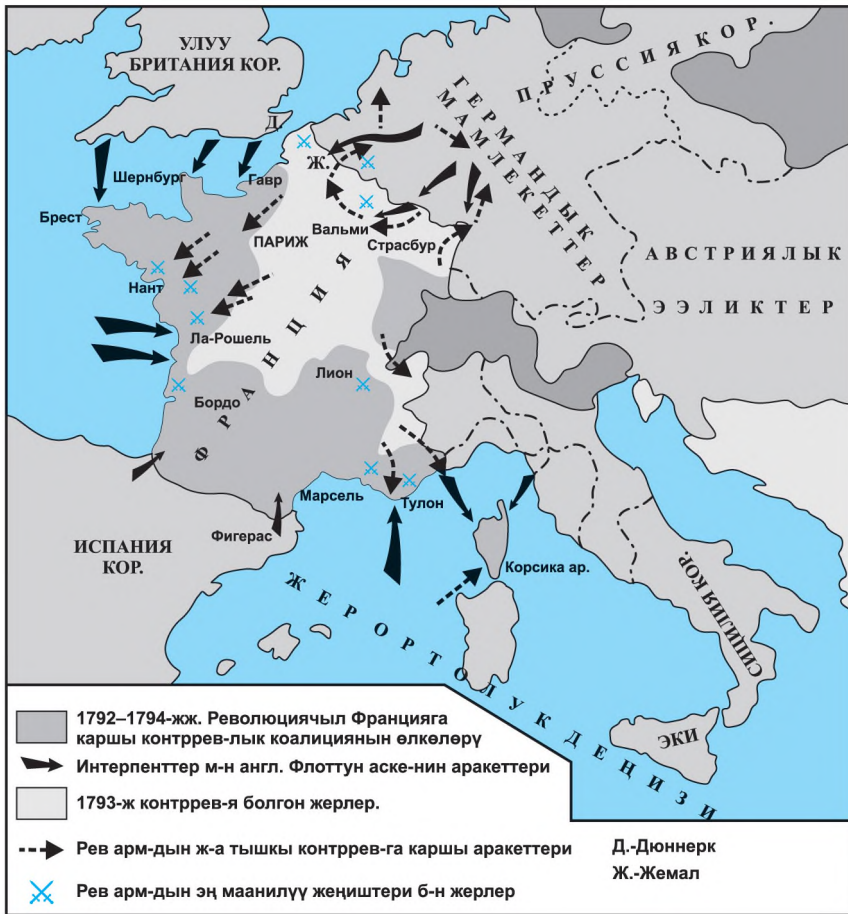 УЛУУ
БРИТАНИЯ КОР.
Д.
ПРУССИЯ КОР.
ГЕРМАНДЫК
МАМЛЕКЕТТЕР
Ж.
Шернбург
Гавр
Брест
ПАРИЖ
Вальми
Страсбур
АВСТРИЯЛЫК
ЭЭЛИКТЕР
Нант
Ла-Рошель
ФРАНЦИЯ
Лион
Бордо
Марсель
Тулон
Фигерас
ИСПАНИЯ
КОР.
Корсика ар.
ЖЕР ОРТОЛУК ДЕҢИЗИ
СИЦИЛИЯ КОР.
ЭКИ
1792–1794-жж. Революциячыл Францияга
каршы контррев-лык коалициянын өлкөлөрү
Интерпенттер м-н англ. Флоттун аске-нин аракеттери
1793-ж контррев-я болгон жерлер.
Рев арм-дын ж-а тышкы контррев-га каршы аракеттери
Рев арм-дын эң маанилүү жеңиштери б-н жерлер
Д.-Дюннерк
Ж.-Жемал